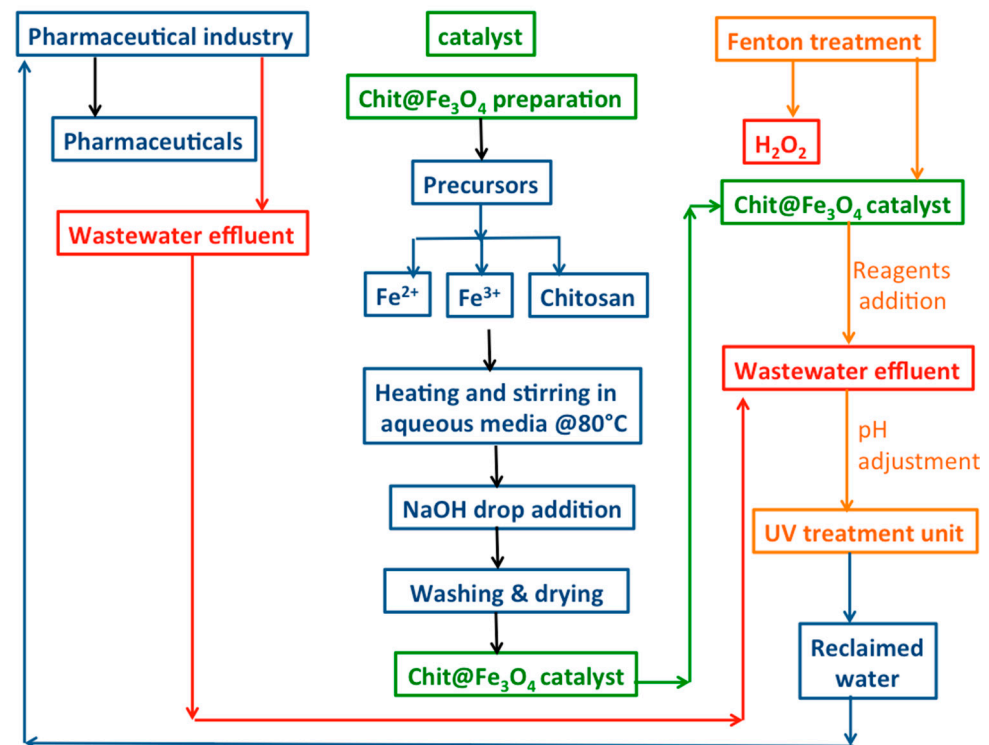 Pharmaceutical industry
Pharmaceuticals
Wastewater effluent
catalyst
Chit@Fe₃O₄ preparation
Precursors
Fe²⁺
Fe³⁺
Chitosan
Heating and stirring in
aqueous media @80°C
NaOH drop addition
Washing & drying
Chit@Fe₃O₄ catalyst
Fenton treatment
H₂O₂
Chit@Fe₃O₄ catalyst
Reagents
addition
Wastewater effluent
pH
adjustment
UV treatment unit
Reclaimed
water